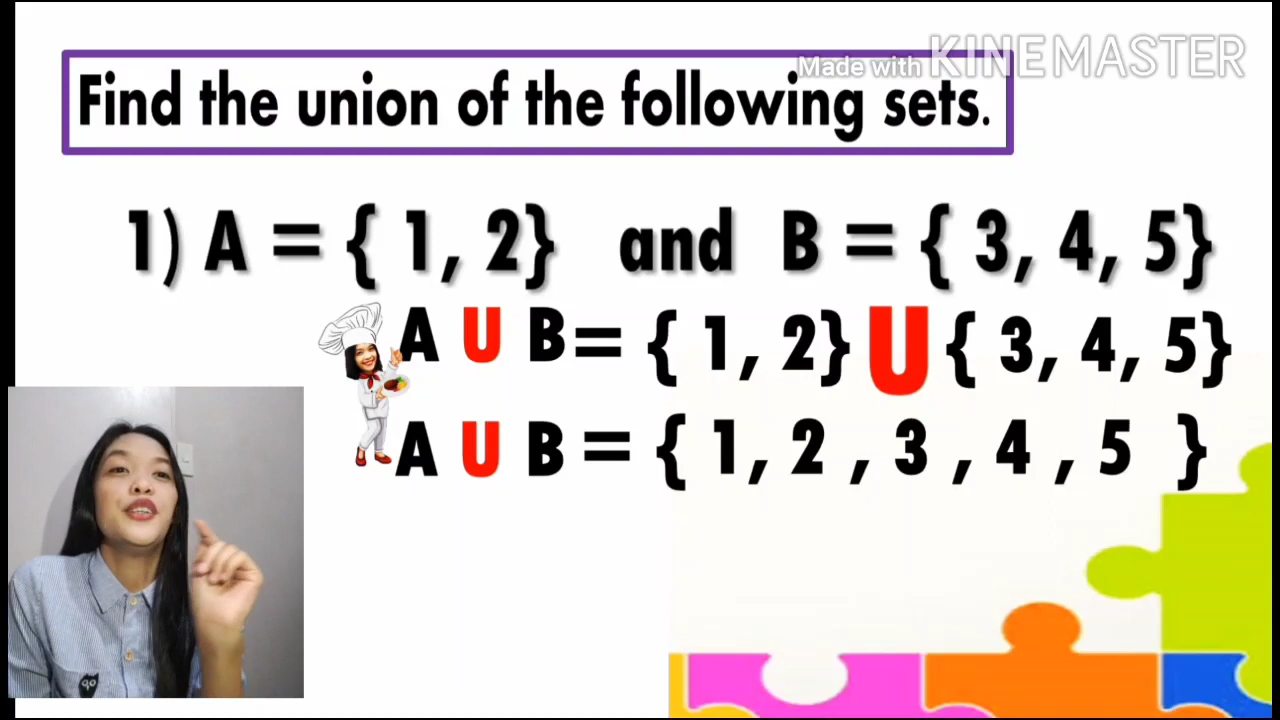 Made with KINEMASTER
Find the union of the following sets.
1) A = { 1, 2} and B = { 3, 4, 5}
A U B = { 1, 2} U { 3, 4, 5}
A U B = { 1, 2 , 3 , 4 , 5 }